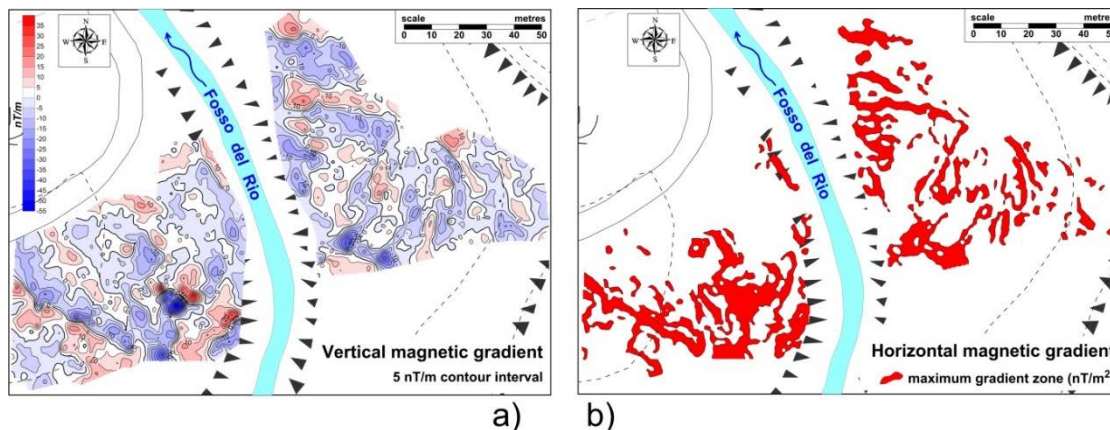 scale metres
0 10 20 30 40 50
N
W E
S
35
30
25
20
15
10
5
0
-5
-10
-15
-20
-25
-30
-35
-40
-45
-50
-55
nT/m
Fosso del Rio
Vertical magnetic gradient
5 nT/m contour interval
a)
scale metres
0 10 20 30 40 50
N
W E
S
Fosso del Rio
Horizontal magnetic gradient
maximum gradient zone (nT/m²
b)